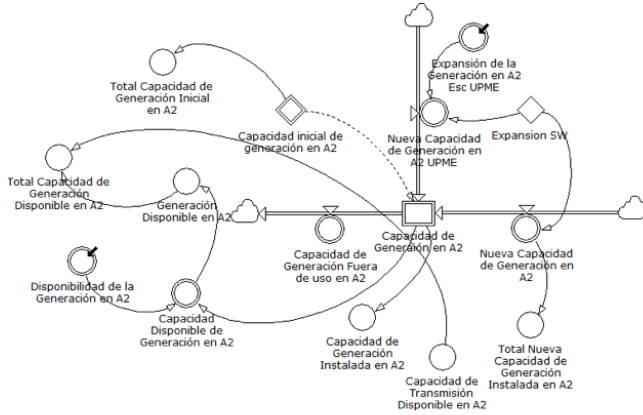 Expansión de la
Generación en A2
Esc UPME
Total Capacidad de
Generación Inicial
en A2
Capacidad inicial de
generación en A2
Nueva Capacidad
de Generación en
A2 UPME
Expansion SW
Total Capacidad de
Generación
Disponible en A2
Generación
Disponible en A2
Capacidad de
Generación en A2
Capacidad de
Generación Fuera
de uso en A2
Nueva Capacidad
de Generación en
A2
Disponibilidad de la
Generación en A2
Capacidad
Disponible de
Generación en A2
Capacidad de
Generación
Instalada en A2
Capacidad de
Transmisión
Disponible en A2
Total Nueva
Capacidad de
Generación
Instalada en A2